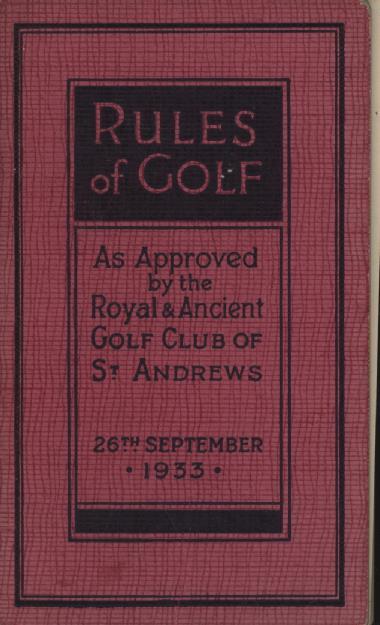 RULES
of GOLF
As Approved
by the
Royal & Ancient
GOLF CLUB OF
ST ANDREWS
26TH SEPTEMBER
• 1933 •